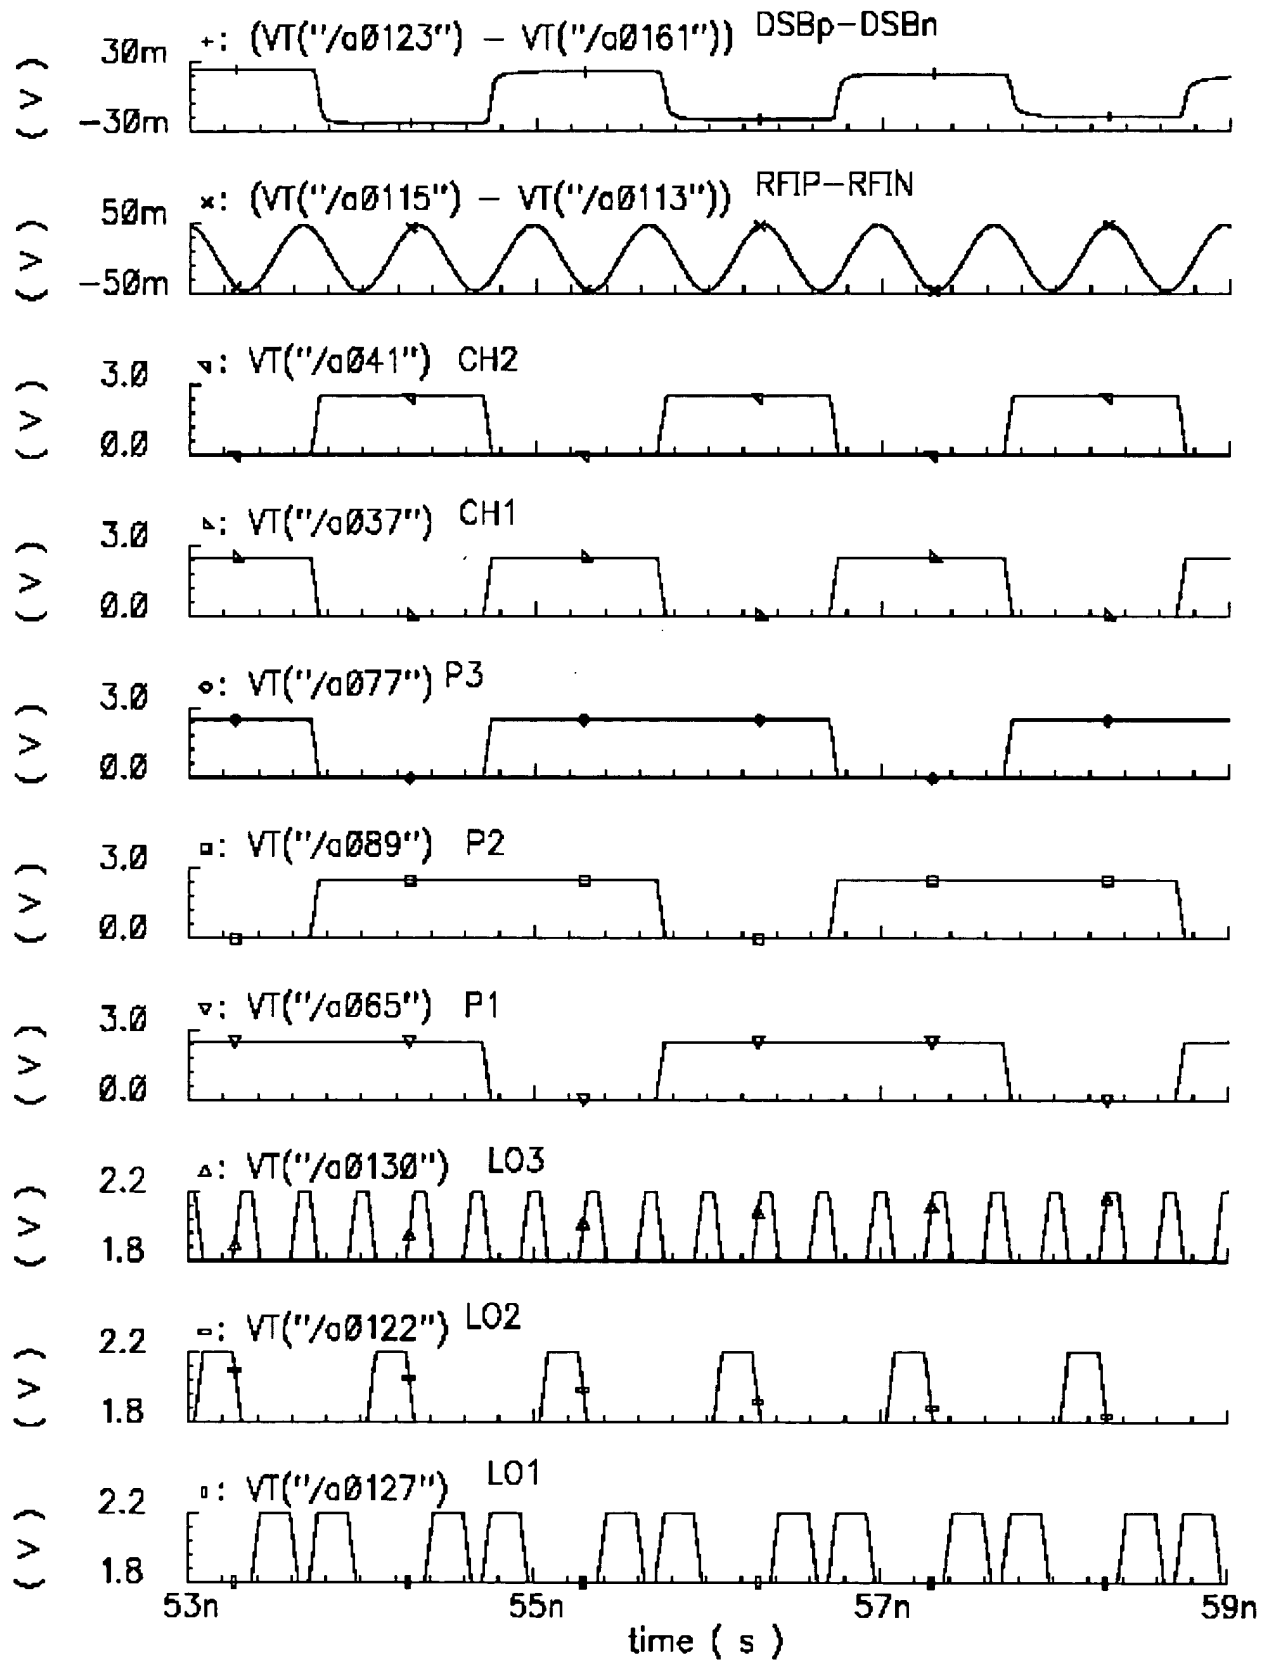 +: (VT("/a0123") - VT("/a0161")) DSBp-DSBn
30m
(V)
-30m
×: (VT("/a0115") - VT("/a0113")) RFIP-RFIN
50m
(V)
-50m
: VT("/a041") CH2
3.0
(V)
0.0
: VT("/a037") CH1
3.0
(V)
0.0
: VT("/a077") P3
3.0
(V)
0.0
: VT("/a089") P2
3.0
(V)
0.0
: VT("/a065") P1
3.0
(V)
0.0
: VT("/a0130") LO3
2.2
(V)
1.8
: VT("/a0122") LO2
2.2
(V)
1.8
: VT("/a0127") LO1
2.2
(V)
1.8
53n 55n 57n 59n
time ( s )